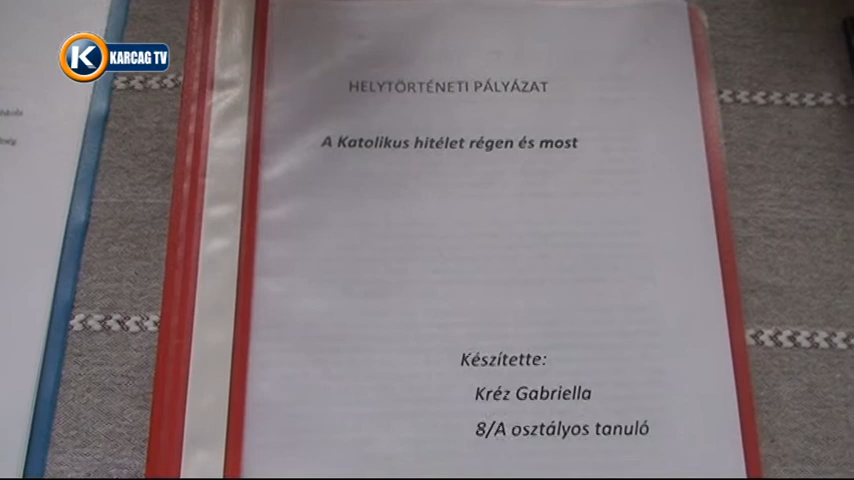 K KARCAG TV
HELYTÖRTÉNETI PÁLYÁZAT
A Katolikus hitélet régen és most
Készítette:
Kréz Gabriella
8/A osztályos tanuló